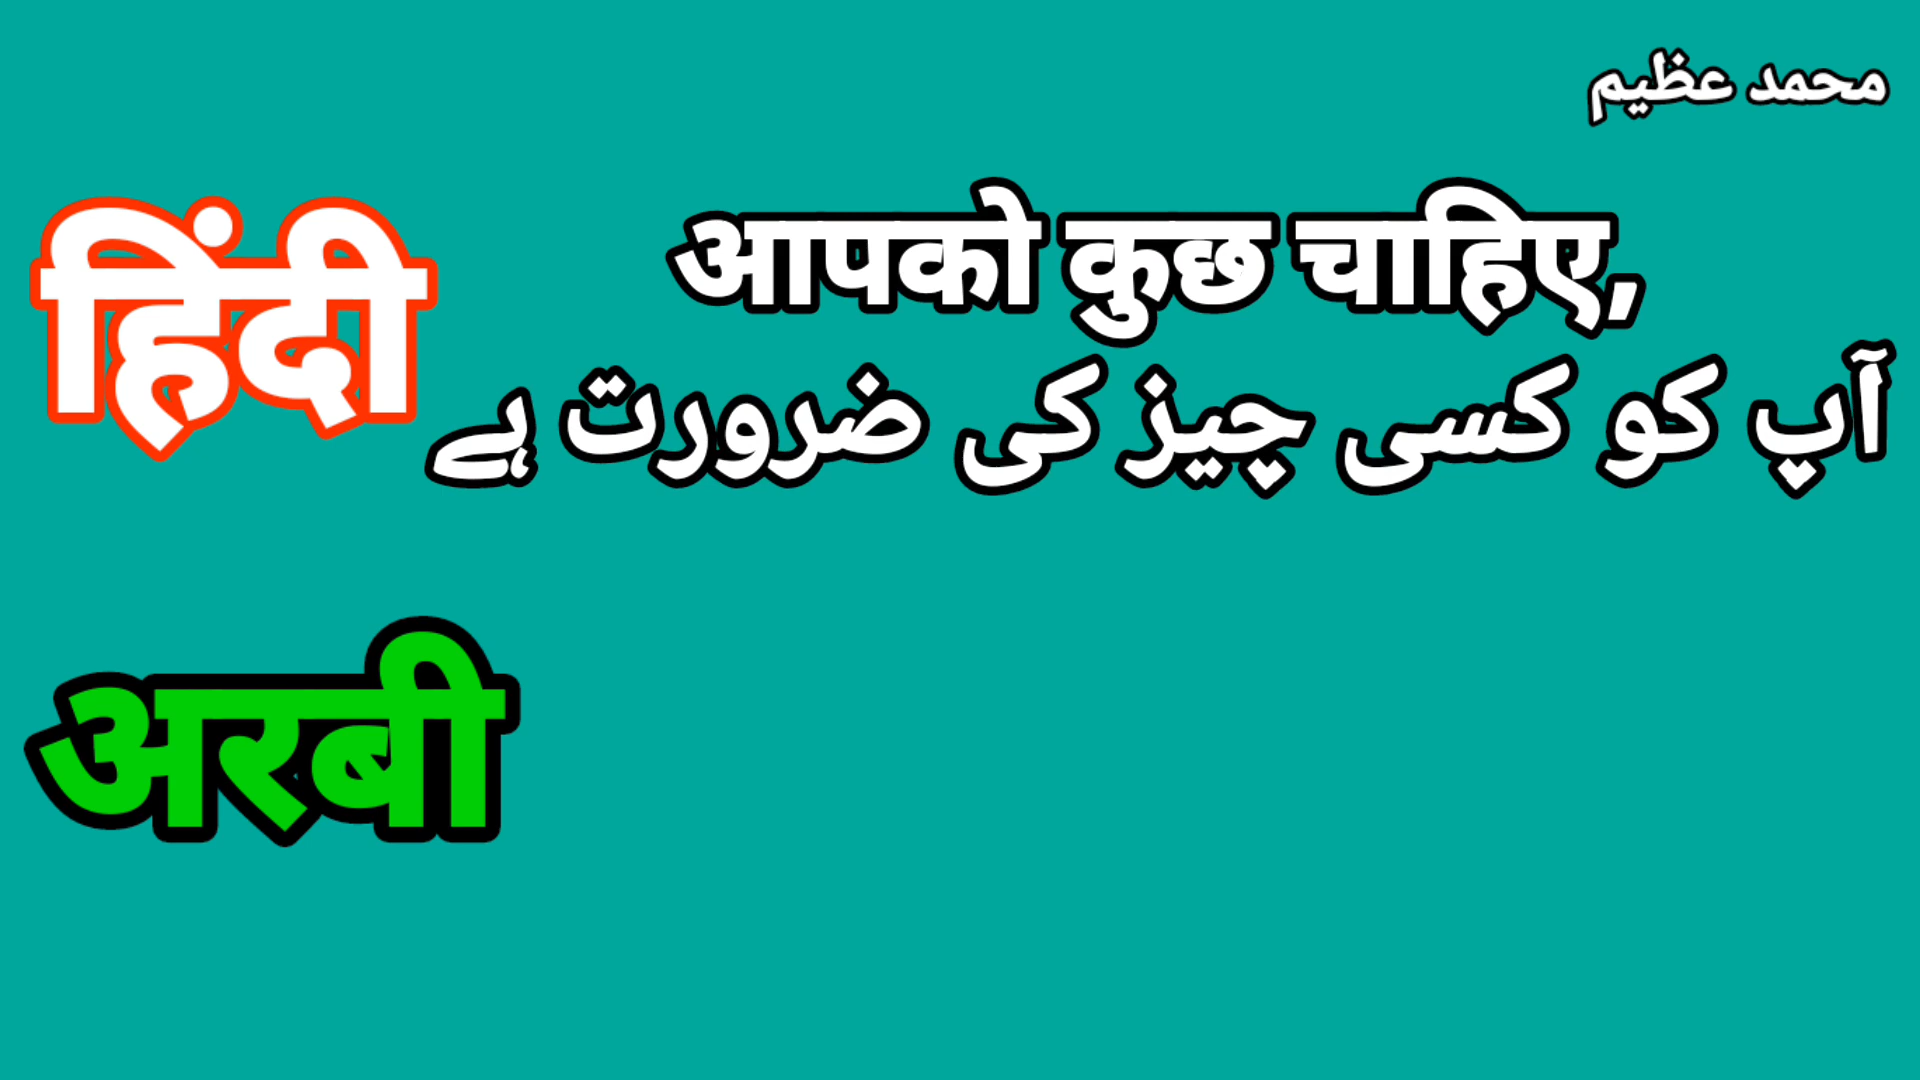 محمد عظیم
हिंदी
आपको कुछ चाहिए,
آپ کو کسی چیز کی ضرورت ہے
अरबी